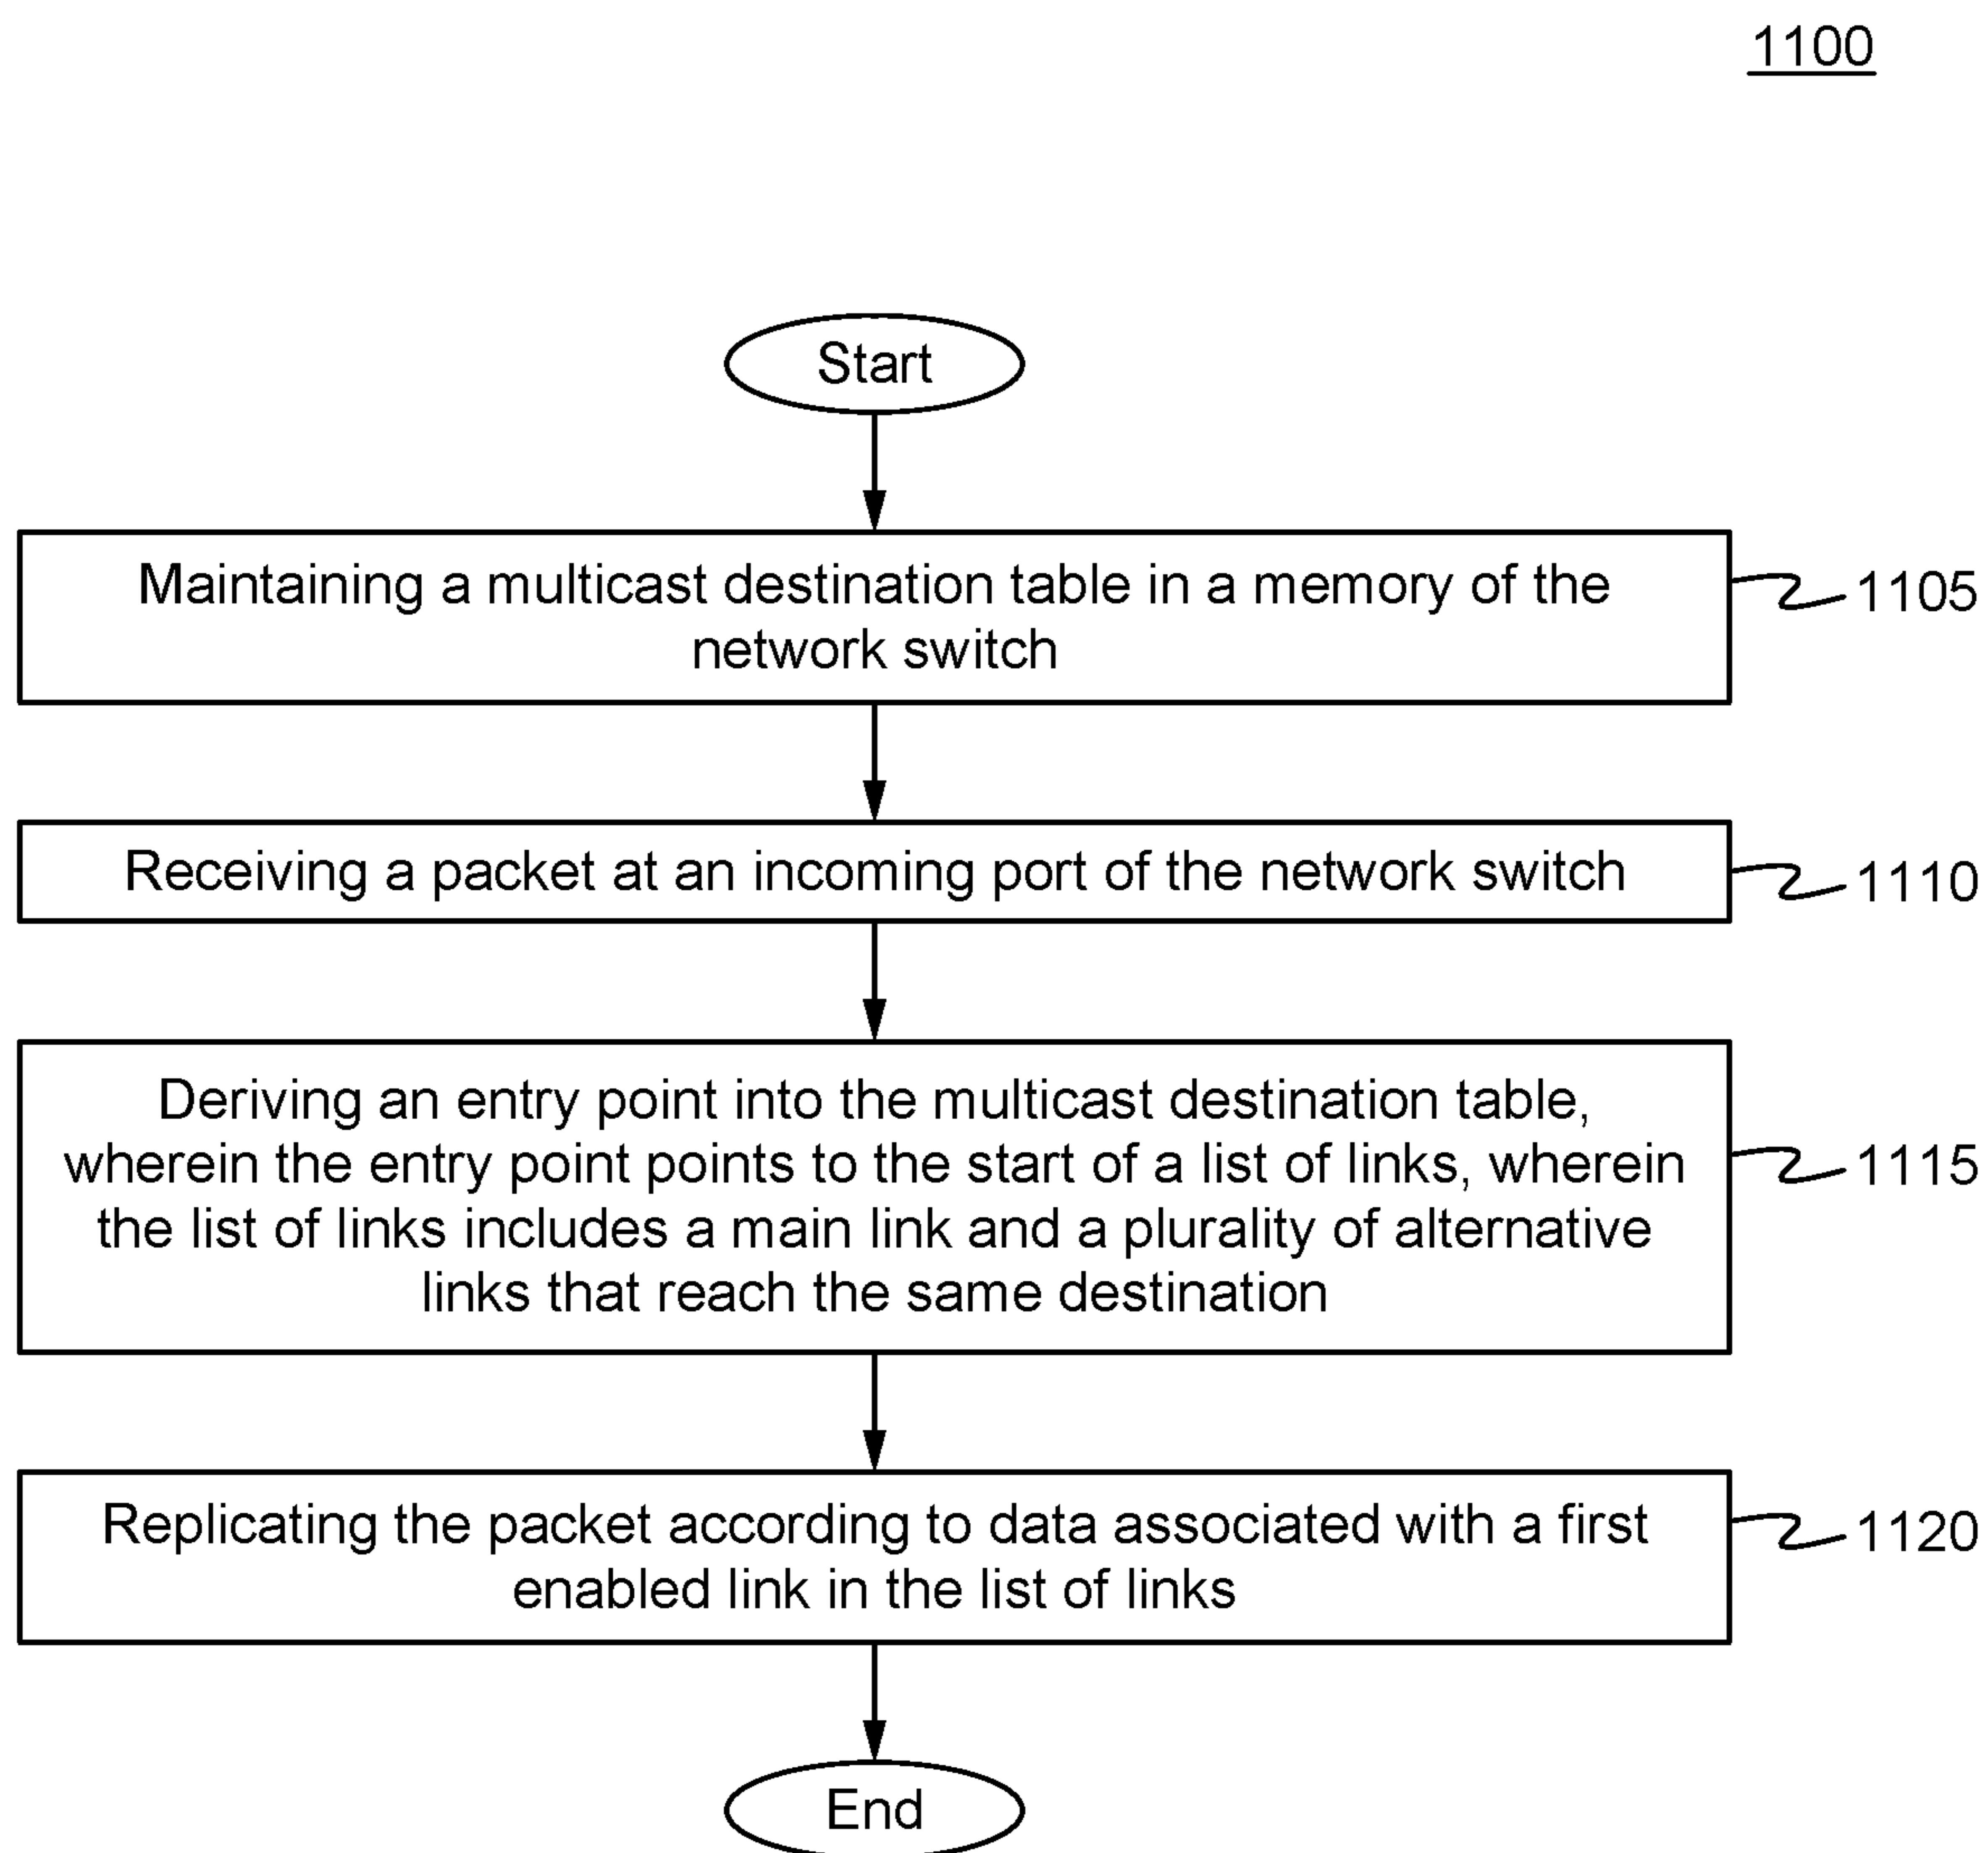 1100
Start
Maintaining a multicast destination table in a memory of the
network switch
1105
Receiving a packet at an incoming port of the network switch
1110
Deriving an entry point into the multicast destination table,
wherein the entry point points to the start of a list of links, wherein
the list of links includes a main link and a plurality of alternative
links that reach the same destination
1115
Replicating the packet according to data associated with a first
enabled link in the list of links
1120
End